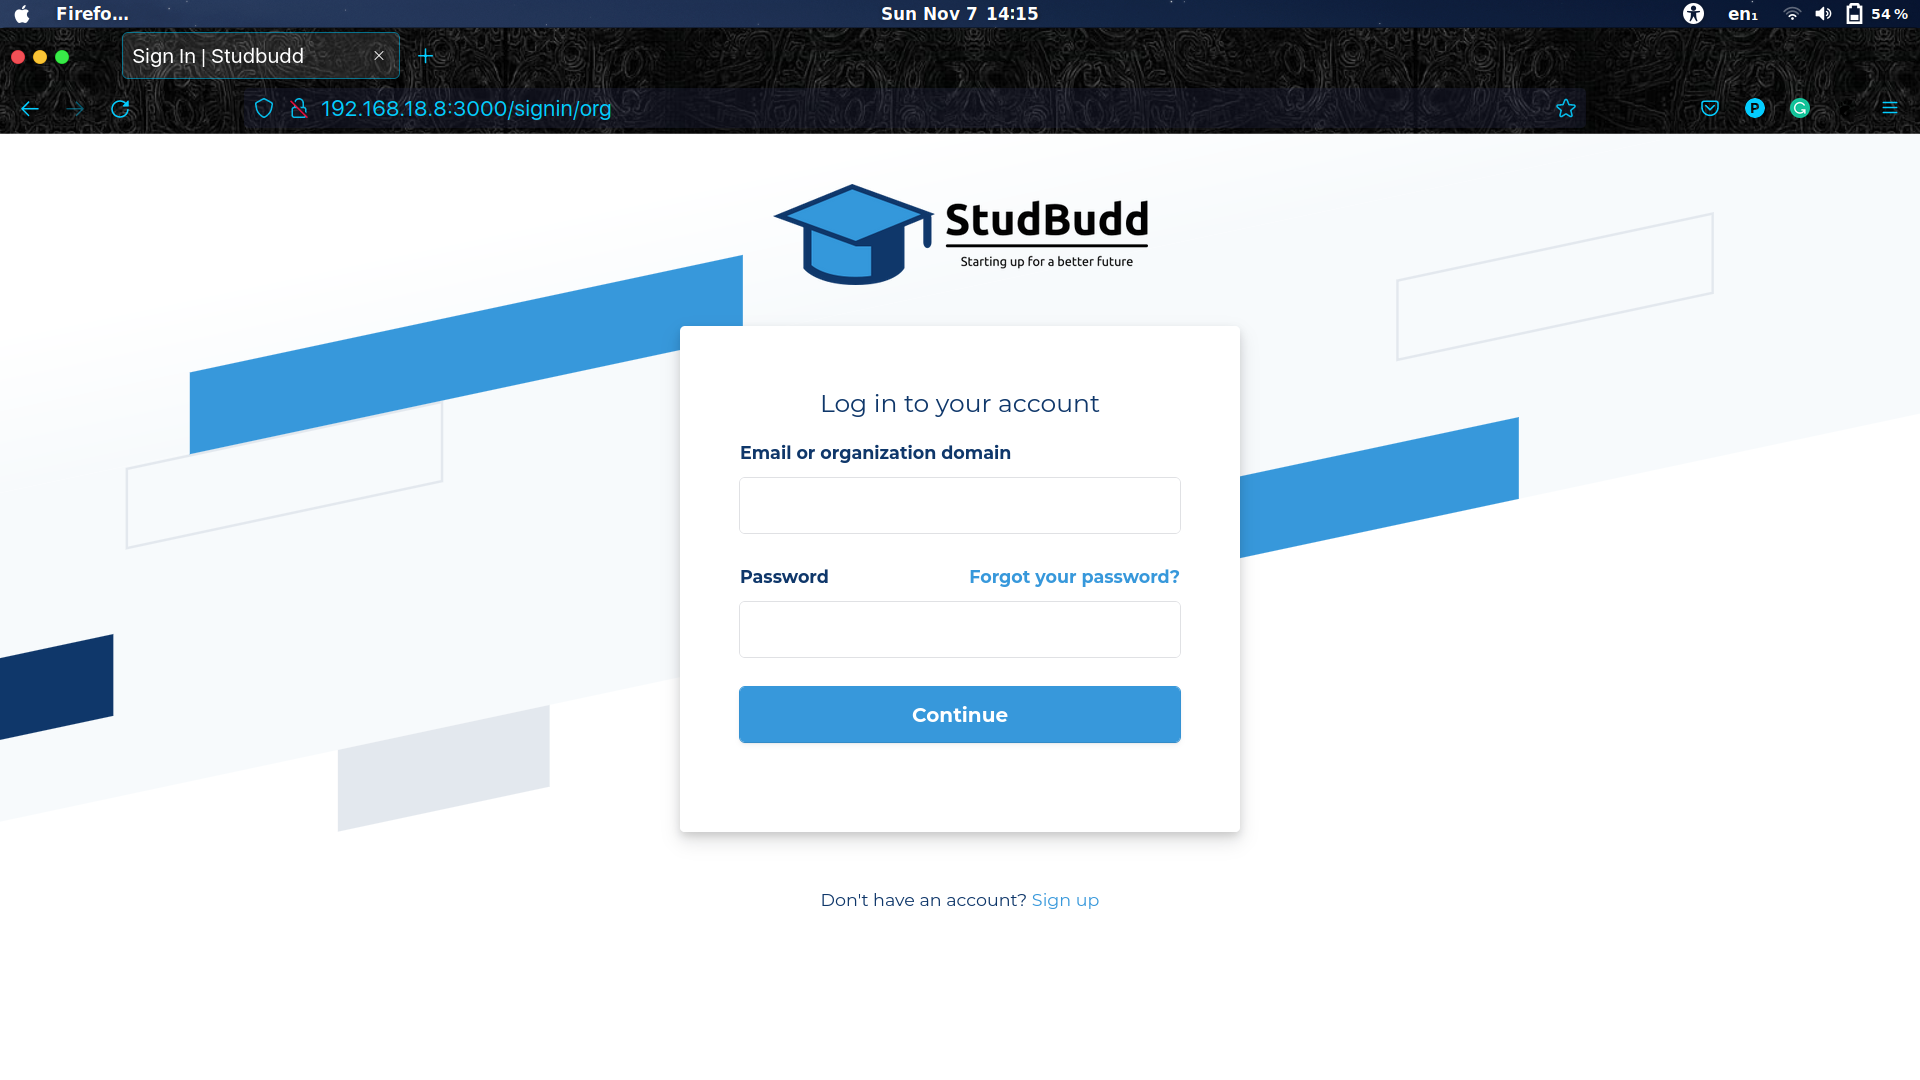 Firefo...
Sun Nov 7 14:15
en₁
54 %
Sign In | Studbudd
192.168.18.8:3000/signin/org
StudBudd
Starting up for a better future
Log in to your account
Email or organization domain
Password
Forgot your password?
Continue
Don't have an account? Sign up